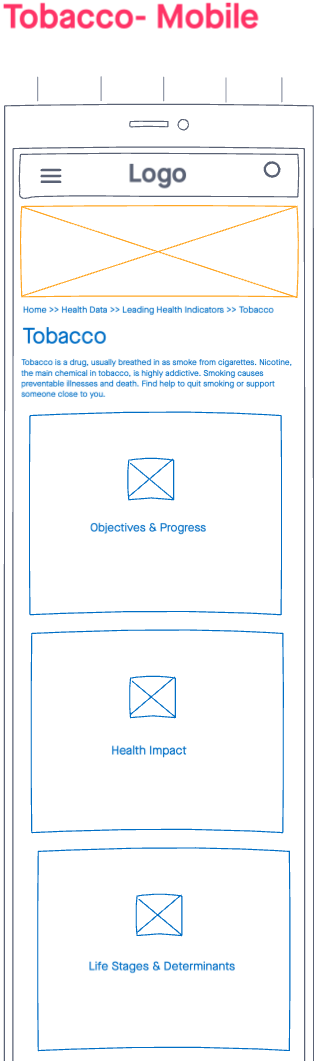 Tobacco- Mobile
Logo
Home >> Health Data >> Leading Health Indicators >> Tobacco
Tobacco
Tobacco is a drug, usually breathed in as smoke from cigarettes. Nicotine,
the main chemical in tobacco, is highly addictive. Smoking causes
preventable illnesses and death. Find help to quit smoking or support
someone close to you.
Objectives & Progress
Health Impact
Life Stages & Determinants